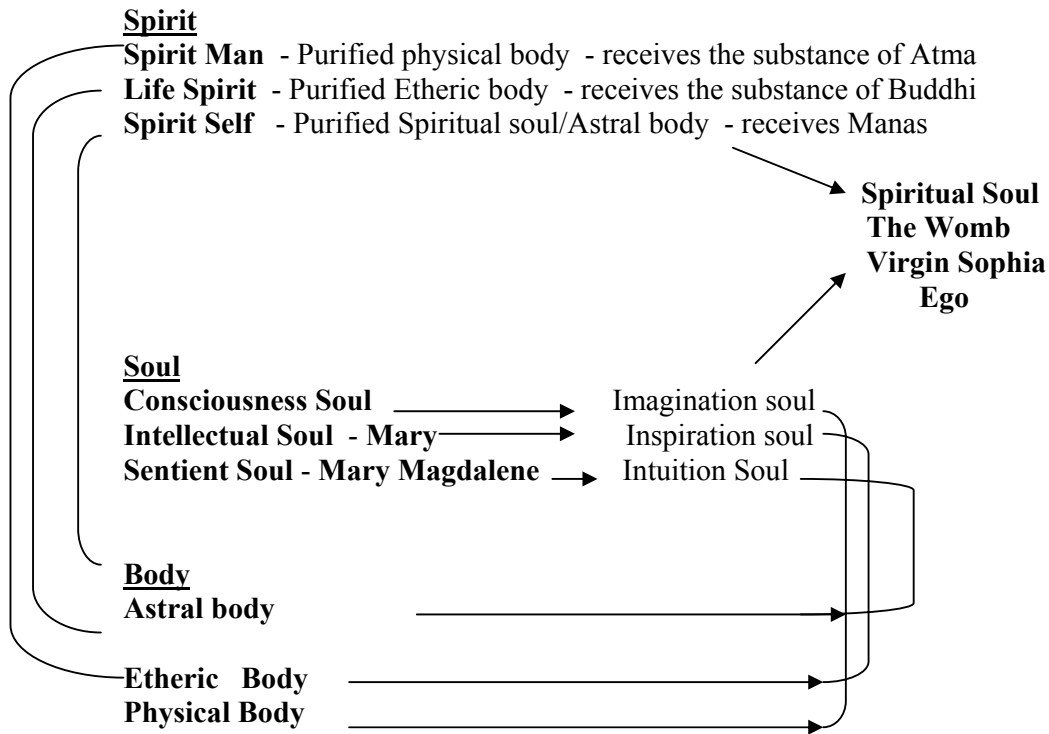 Spirit
Spirit Man - Purified physical body - receives the substance of Atma
Life Spirit - Purified Etheric body - receives the substance of Buddhi
Spirit Self - Purified Spiritual soul/Astral body - receives Manas
Spiritual Soul
The Womb
Virgin Sophia
Ego
Soul
Consciousness Soul Imagination soul
Intellectual Soul - Mary Inspiration soul
Sentient Soul - Mary Magdalene Intuition Soul
Body
Astral body
Etheric Body
Physical Body